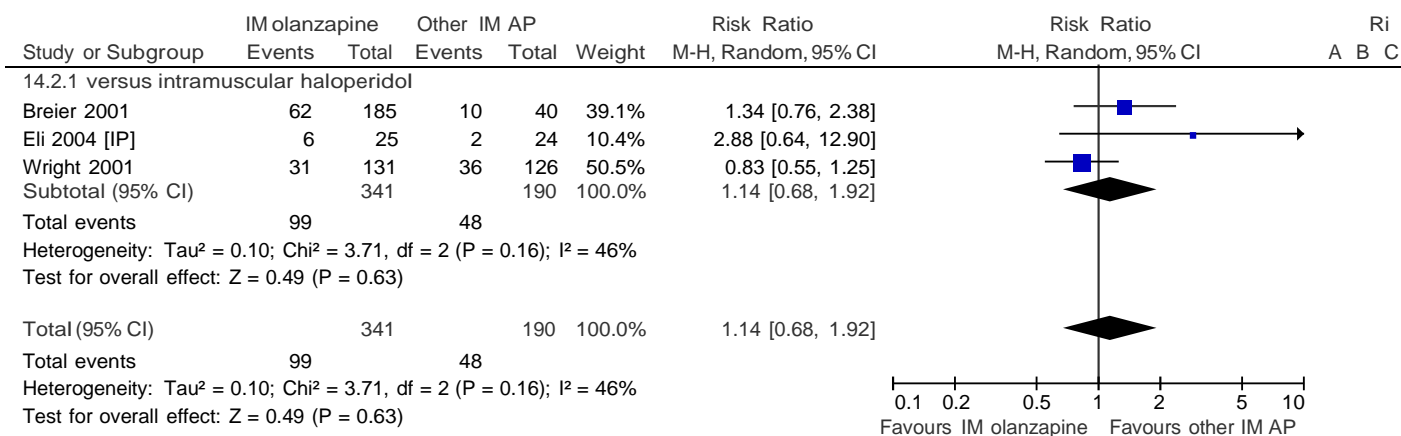 IM olanzapine Other IM AP Risk Ratio Risk Ratio Ri
Study or Subgroup Events Total Events Total Weight M-H, Random, 95% CI M-H, Random, 95% CI A B C
14.2.1 versus intramuscular haloperidol
Breier 2001 62 185 10 40 39.1% 1.34 [0.76, 2.38]
Eli 2004 [IP] 6 25 2 24 10.4% 2.88 [0.64, 12.90]
Wright 2001 31 131 36 126 50.5% 0.83 [0.55, 1.25]
Subtotal (95% CI) 341 190 100.0% 1.14 [0.68, 1.92]
Total events 99 48
Heterogeneity: Tau² = 0.10; Chi² = 3.71, df = 2 (P = 0.16); I² = 46%
Test for overall effect: Z = 0.49 (P = 0.63)
Total (95% CI) 341 190 100.0% 1.14 [0.68, 1.92]
Total events 99 48
Heterogeneity: Tau² = 0.10; Chi² = 3.71, df = 2 (P = 0.16); I² = 46%
Test for overall effect: Z = 0.49 (P = 0.63)
0.1 0.2 0.5 1 2 5 10
Favours IM olanzapine Favours other IM AP